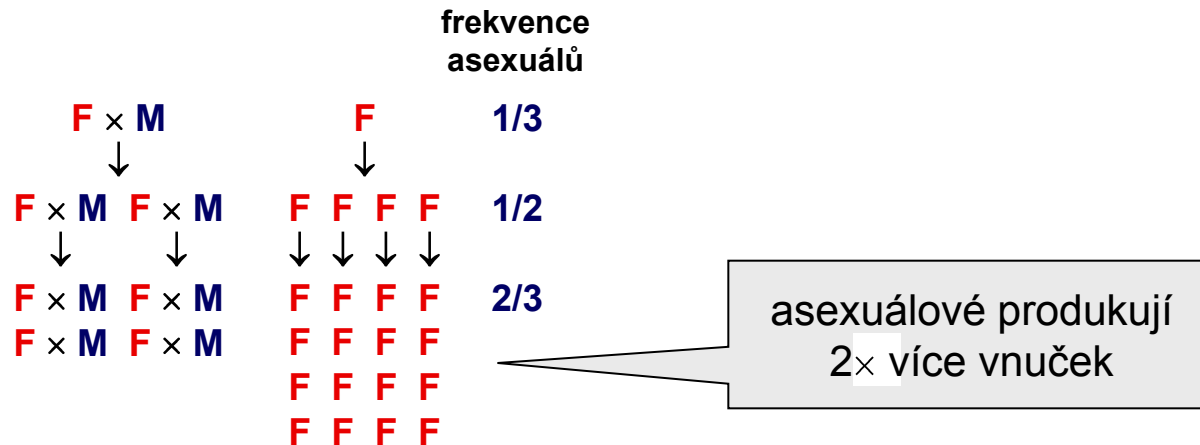 frekvence
asexuálů
F × M F 1/3
↓ ↓
F × M F × M F F F F 1/2
↓ ↓ ↓ ↓ ↓ ↓
F × M F × M F F F F 2/3
F × M F × M F F F F
F F F F
F F F F
asexuálové produkují
2× více vnuček